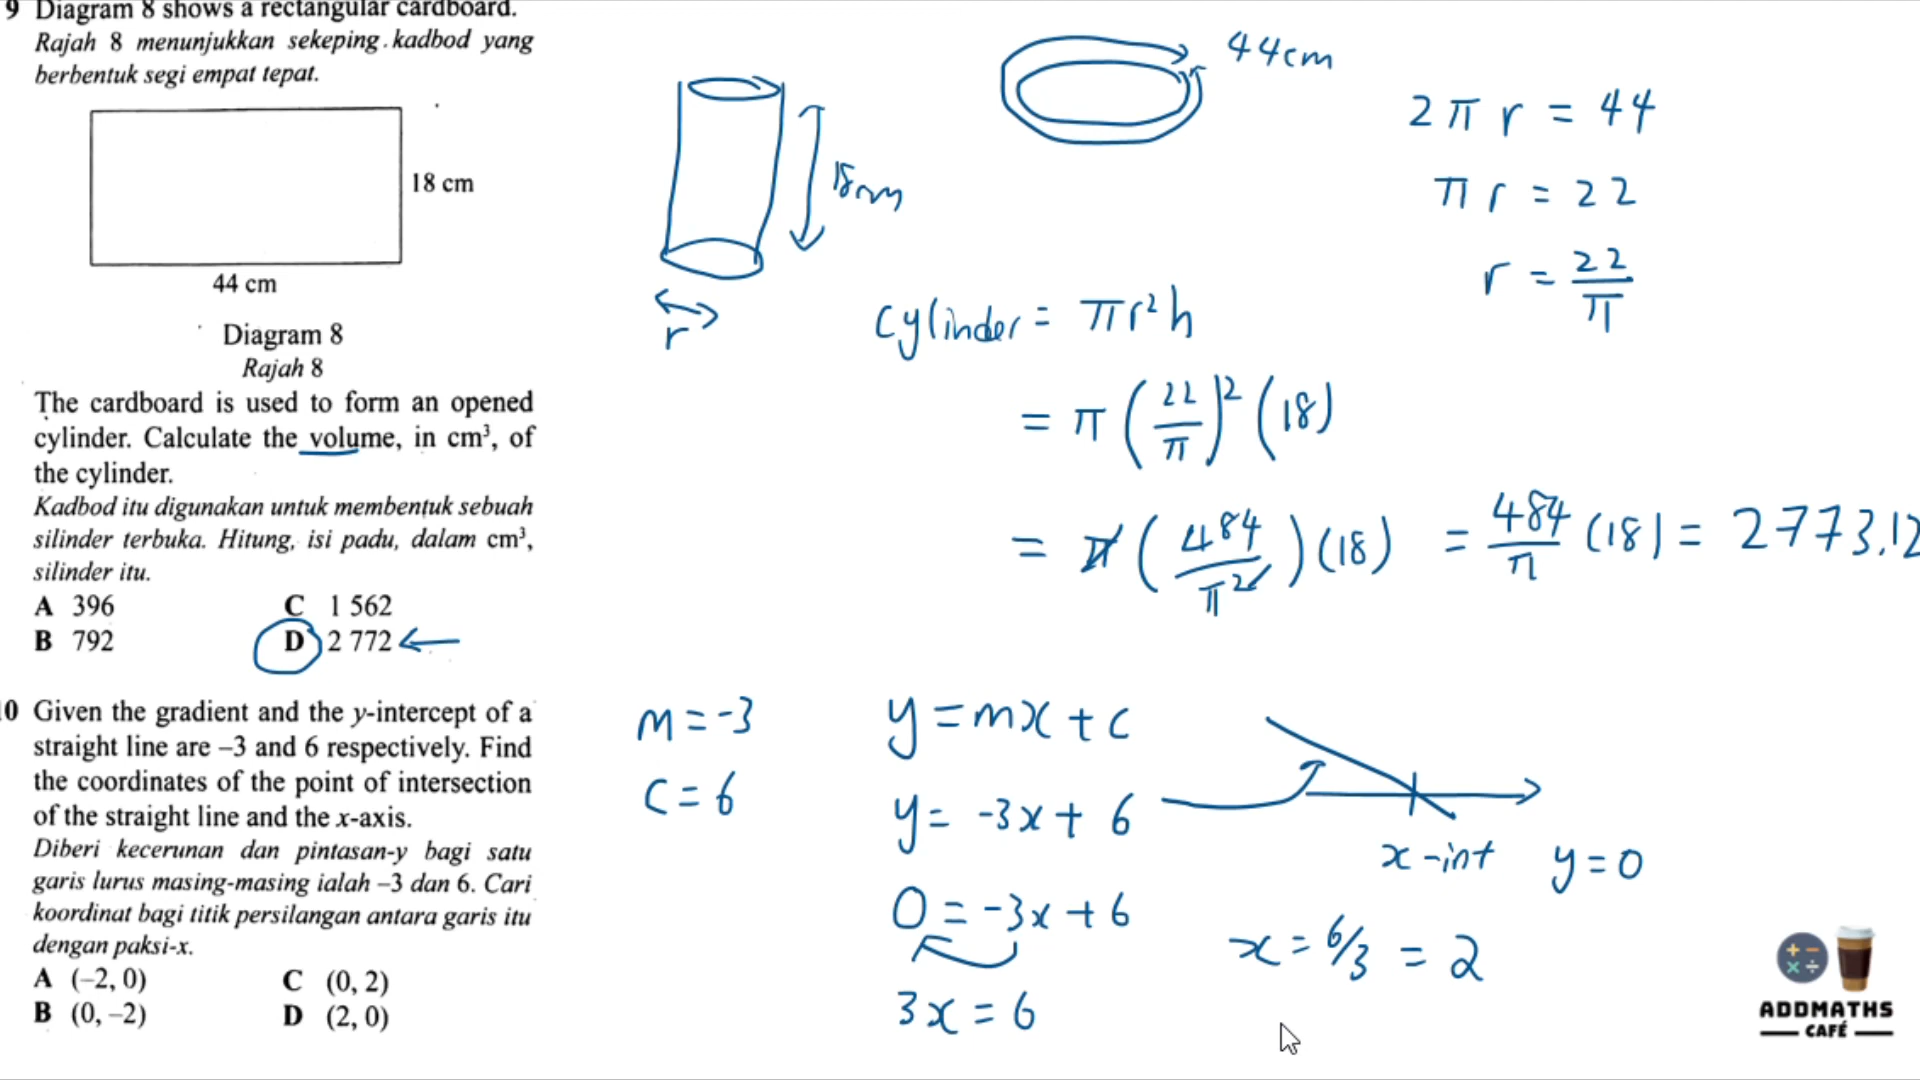 9 Diagram 8 shows a rectangular cardboard.
Rajah 8 menunjukkan sekeping kadbod yang
berbentuk segi empat tepat.
18 cm
44 cm
Diagram 8
Rajah 8
The cardboard is used to form an opened
cylinder. Calculate the volume, in cm³, of
the cylinder.
Kadbod itu digunakan untuk membentuk sebuah
silinder terbuka. Hitung, isi padu, dalam cm³,
silinder itu.
A 396 C 1 562
B 792 D 2 772
18cm
r
44cm
2πr = 44
πr = 22
r = 22/π
cylinder = πr²h
= π(22/π)²(18)
= π(484/π²)(18) = 484/π (18) = 2773.12
10 Given the gradient and the y-intercept of a
straight line are –3 and 6 respectively. Find
the coordinates of the point of intersection
of the straight line and the x-axis.
Diberi kecerunan dan pintasan-y bagi satu
garis lurus masing-masing ialah –3 dan 6. Cari
koordinat bagi titik persilangan antara garis itu
dengan paksi-x.
A (–2, 0) C (0, 2)
B (0, –2) D (2, 0)
m = -3
c = 6
y = mx + c
y = -3x + 6
0 = -3x + 6
3x = 6
x-int y = 0
x = 6/3 = 2
ADDMATHS
CAFÉ